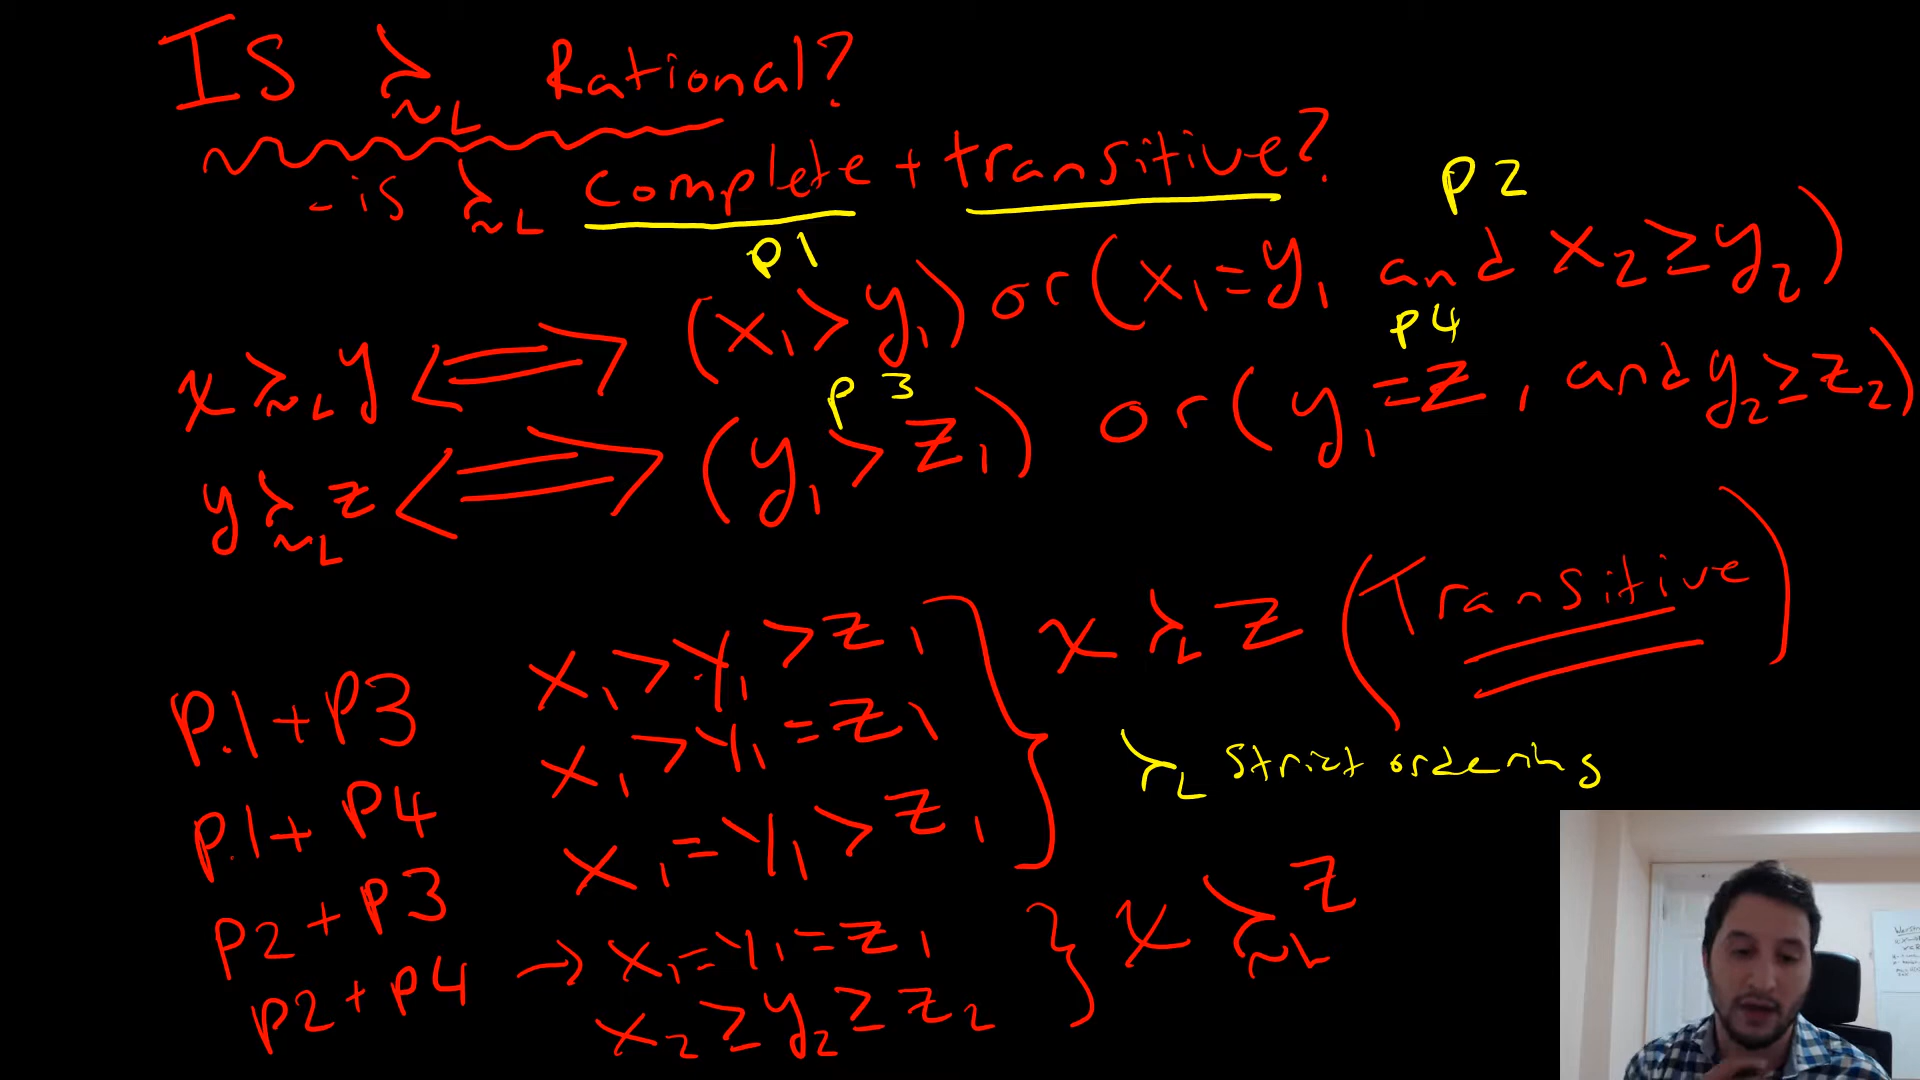 IS ≿L Rational?
- is ≿L complete + transitive?
P1 P2
x ≿L y ⟺ (x₁ > y₁) or (x₁ = y₁ and x₂ ≥ y₂)
P3 P4
y ≿L z ⟺ (y₁ > z₁) or (y₁ = z₁ and y₂ ≥ z₂)
P.1 + P3 x₁ > y₁ > z₁
P.1 + P4 x₁ > y₁ = z₁
P2 + P3 x₁ = y₁ > z₁
} x ≻L z (Transitive)
≻L Strict ordering
P2 + P4 → x₁ = y₁ = z₁
x₂ ≥ y₂ ≥ z₂
} x ≿L z